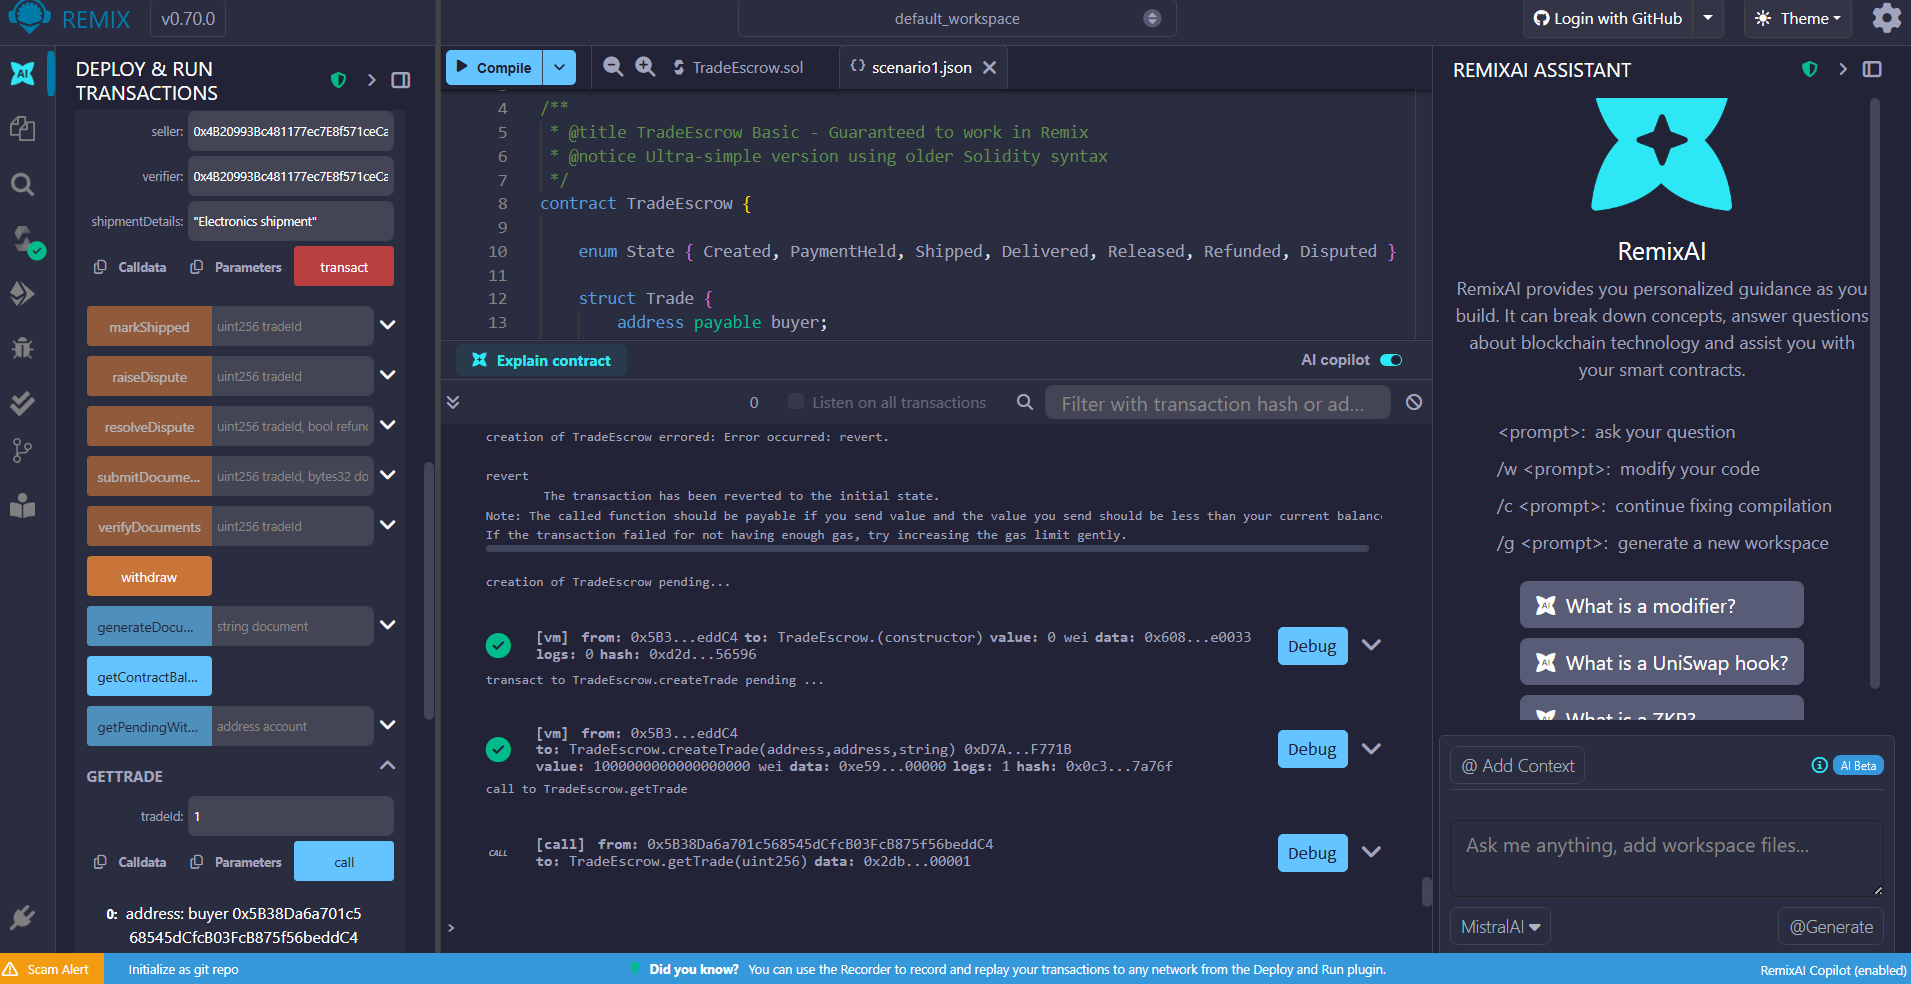 REMIX
v0.70.0
default_workspace
Login with GitHub
Theme
AI
DEPLOY & RUN
TRANSACTIONS
seller:
0x4B20993Bc481177ec7E8f571ceCa
verifier:
0x4B20993Bc481177ec7E8f571ceCa
shipmentDetails:
"Electronics shipment"
Calldata
Parameters
transact
markShipped
uint256 tradeId
raiseDispute
uint256 tradeId
resolveDispute
uint256 tradeId, bool refund
submitDocume...
uint256 tradeId, bytes32 do
verifyDocuments
uint256 tradeId
withdraw
generateDocu...
string document
getContractBal...
getPendingWit...
address account
GETTRADE
tradeId:
1
Calldata
Parameters
call
0: address: buyer 0x5B38Da6a701c5
68545dCfcB03FcB875f56beddC4
Compile
TradeEscrow.sol
{} scenario1.json
4 /**
5 * @title TradeEscrow Basic - Guaranteed to work in Remix
6 * @notice Ultra-simple version using older Solidity syntax
7 */
8 contract TradeEscrow {
9
10 enum State { Created, PaymentHeld, Shipped, Delivered, Released, Refunded, Disputed }
11
12 struct Trade {
13 address payable buyer;
Explain contract
AI copilot
0
Listen on all transactions
Filter with transaction hash or ad...
creation of TradeEscrow errored: Error occurred: revert.
revert
The transaction has been reverted to the initial state.
Note: The called function should be payable if you send value and the value you send should be less than your current balance
If the transaction failed for not having enough gas, try increasing the gas limit gently.
creation of TradeEscrow pending...
[vm] from: 0x5B3...eddC4 to: TradeEscrow.(constructor) value: 0 wei data: 0x608...e0033
logs: 0 hash: 0xd2d...56596
Debug
transact to TradeEscrow.createTrade pending ...
[vm] from: 0x5B3...eddC4
to: TradeEscrow.createTrade(address,address,string) 0xD7A...F771B
value: 1000000000000000000 wei data: 0xe59...00000 logs: 1 hash: 0x0c3...7a76f
Debug
call to TradeEscrow.getTrade
CALL
[call] from: 0x5B38Da6a701c568545dCfcB03FcB875f56beddC4
to: TradeEscrow.getTrade(uint256) data: 0x2db...00001
Debug
>
REMIXAI ASSISTANT
RemixAI
RemixAI provides you personalized guidance as you
build. It can break down concepts, answer questions
about blockchain technology and assist you with
your smart contracts.
<prompt>: ask your question
/w <prompt>: modify your code
/c <prompt>: continue fixing compilation
/g <prompt>: generate a new workspace
AI What is a modifier?
AI What is a UniSwap hook?
AI What is a ZKP?
@ Add Context
AI Beta
Ask me anything, add workspace files...
MistralAI
@Generate
Scam Alert
Initialize as git repo
Did you know? You can use the Recorder to record and replay your transactions to any network from the Deploy and Run plugin.
RemixAI Copilot (enabled)